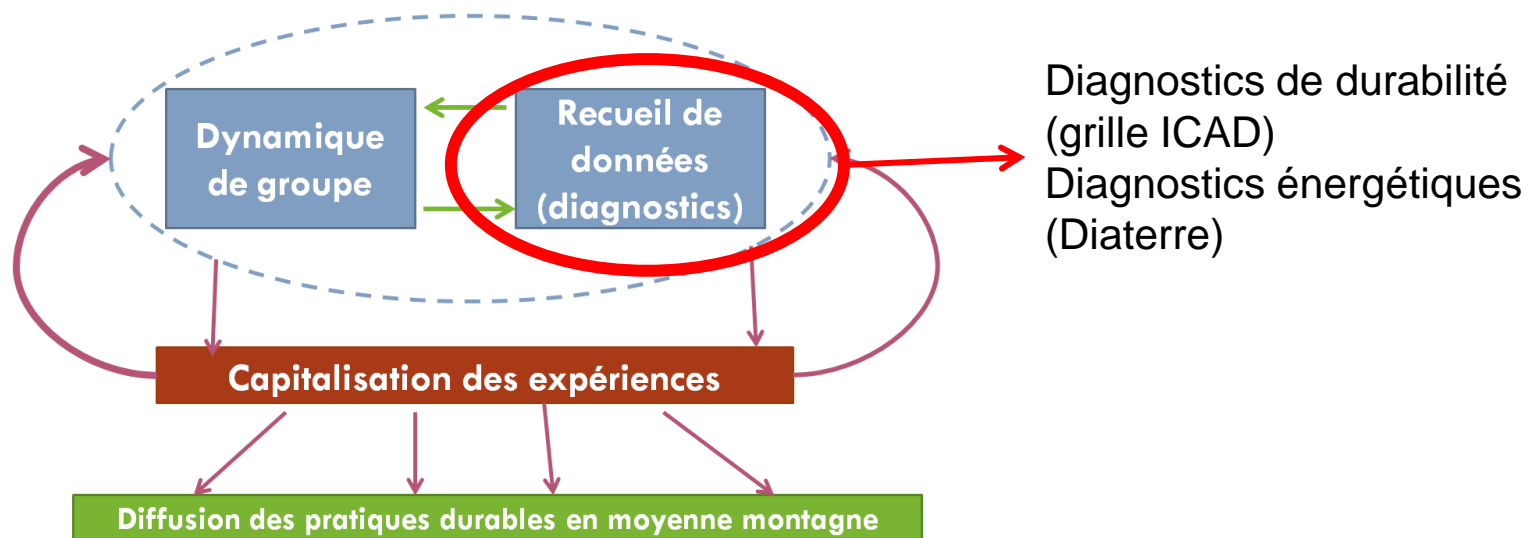 Dynamique
de groupe
Recueil de
données
(diagnostics)
Diagnostics de durabilité
(grille ICAD)
Diagnostics énergétiques
(Diaterre)
Capitalisation des expériences
Diffusion des pratiques durables en moyenne montagne